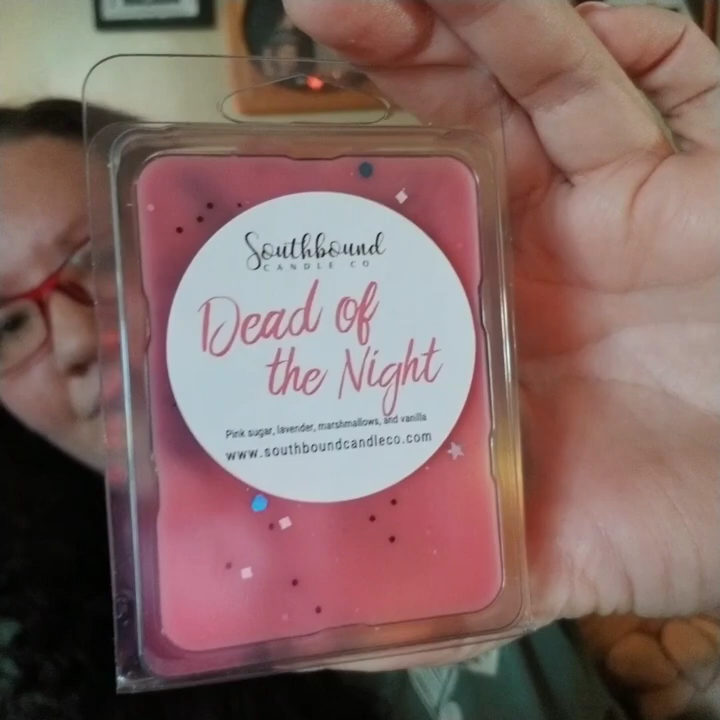 Southbound
CANDLE CO
Dead of
the Night
Pink sugar, lavender, marshmallows, and vanilla
www.southboundcandleco.com